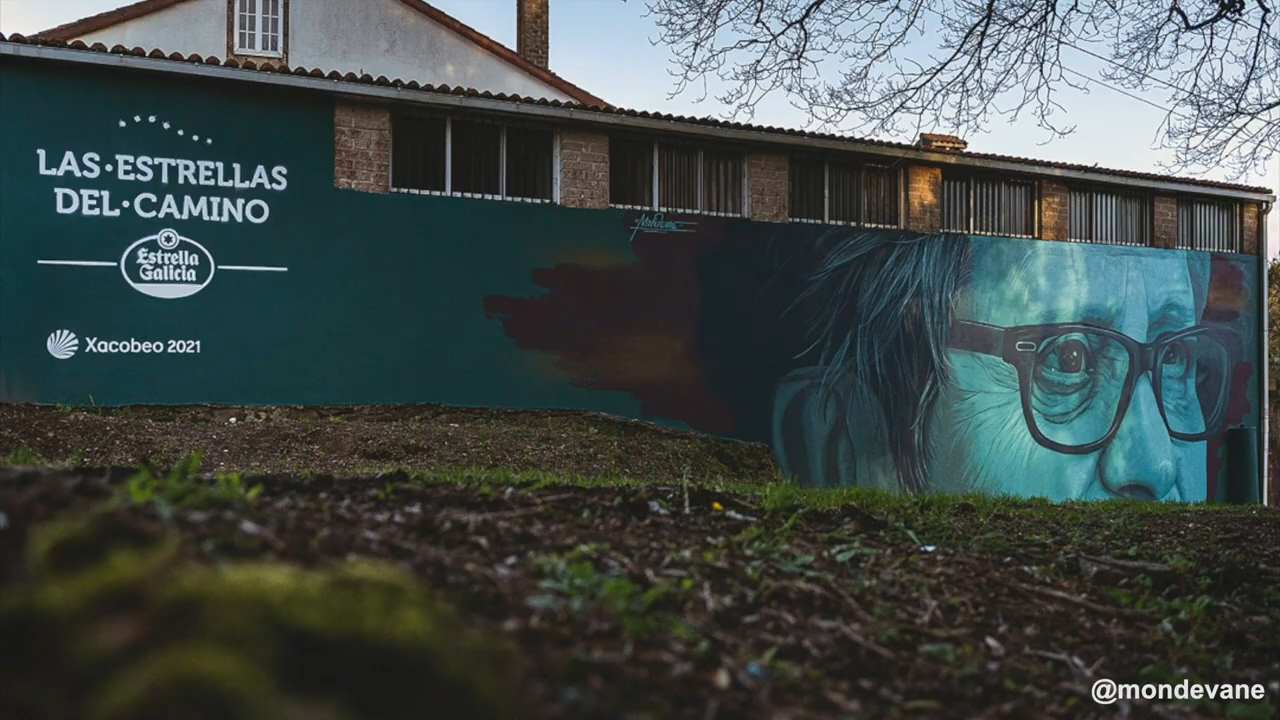 LAS·ESTRELLAS
DEL·CAMINO
Estrella
Galicia
Xacobeo 2021
@mondevane